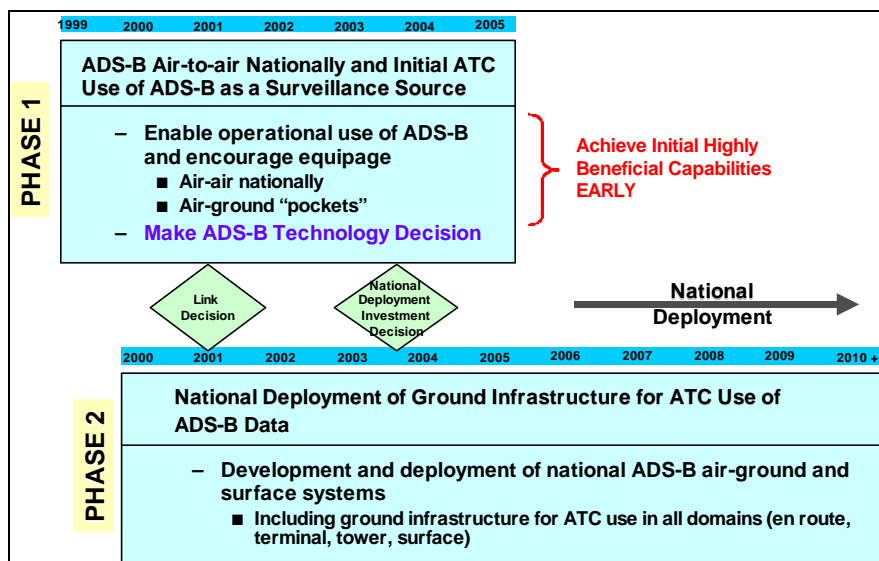 1999 2000 2001 2002 2003 2004 2005
PHASE 1
ADS-B Air-to-air Nationally and Initial ATC
Use of ADS-B as a Surveillance Source
– Enable operational use of ADS-B
and encourage equipage
■ Air-air nationally
■ Air-ground “pockets”
– Make ADS-B Technology Decision
Achieve Initial Highly
Beneficial Capabilities
EARLY
Link
Decision
National
Deployment
Investment
Decision
National
Deployment
2000 2001 2002 2003 2004 2005 2006 2007 2008 2009 2010 +
PHASE 2
National Deployment of Ground Infrastructure for ATC Use of
ADS-B Data
– Development and deployment of national ADS-B air-ground and
surface systems
■ Including ground infrastructure for ATC use in all domains (en route,
terminal, tower, surface)